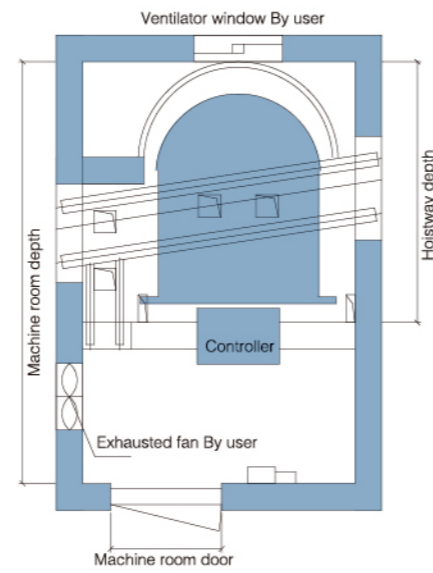 Ventilator window By user
Hoistway depth
Machine room depth
Controller
Exhausted fan By user
Machine room door